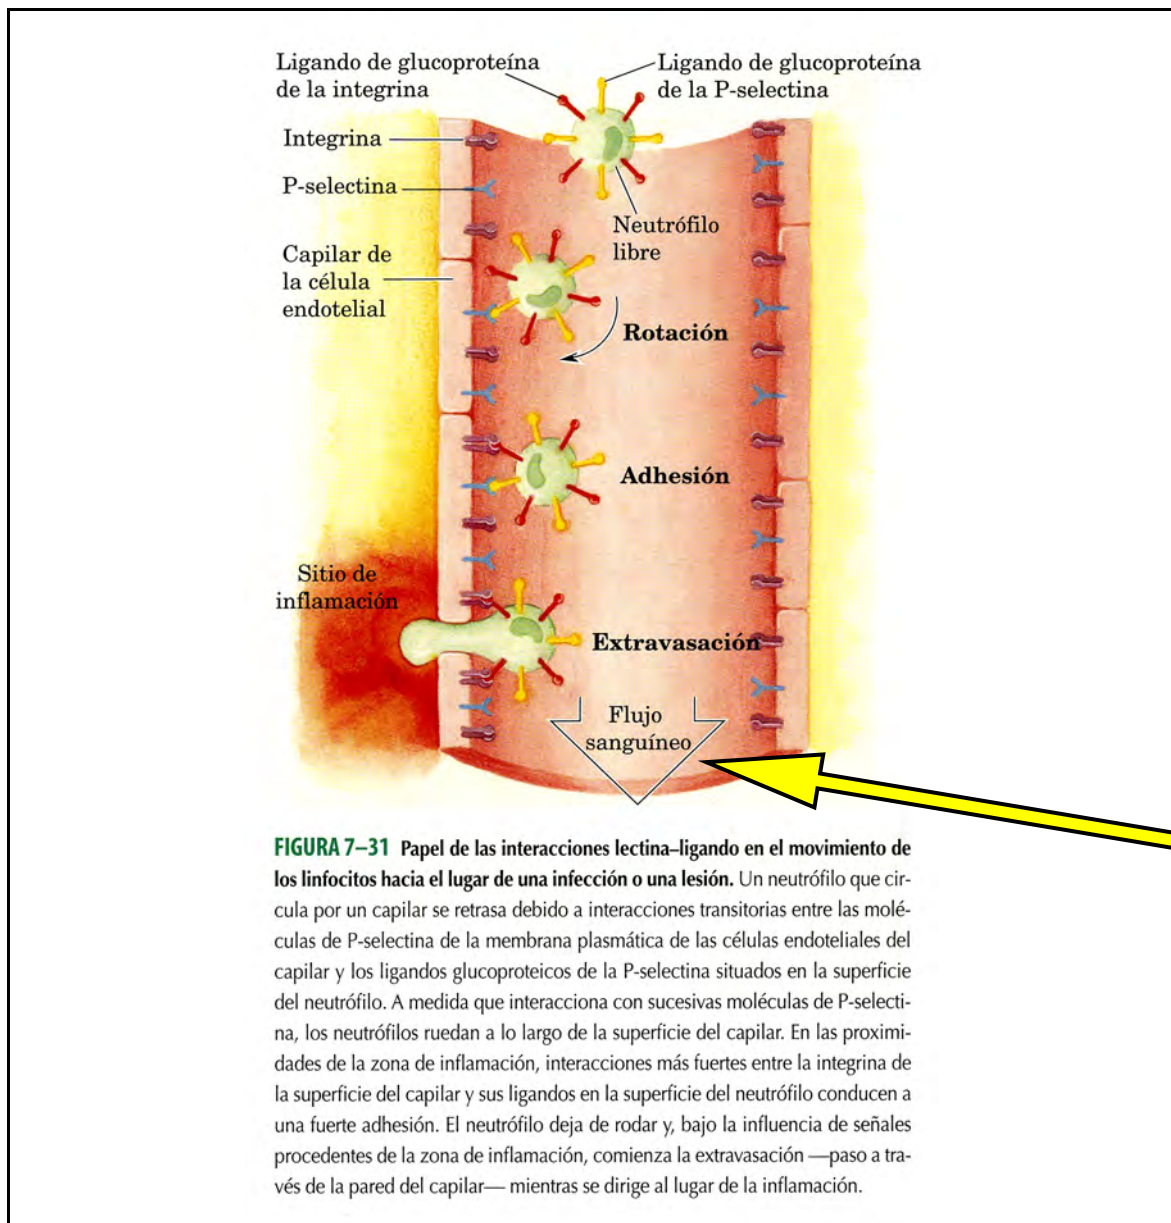 Ligando de glucoproteína
de la integrina
Ligando de glucoproteína
de la P-selectina
Integrina
P-selectina
Neutrófilo
libre
Capilar de
la célula
endotelial
Rotación
Adhesión
Sitio de
inflamación
Extravasación
Flujo
sanguíneo
FIGURA 7–31 Papel de las interacciones lectina–ligando en el movimiento de
los linfocitos hacia el lugar de una infección o una lesión. Un neutrófilo que cir-
cula por un capilar se retrasa debido a interacciones transitorias entre las molé-
culas de P-selectina de la membrana plasmática de las células endoteliales del
capilar y los ligandos glucoproteicos de la P-selectina situados en la superficie
del neutrófilo. A medida que interacciona con sucesivas moléculas de P-selecti-
na, los neutrófilos ruedan a lo largo de la superficie del capilar. En las proximi-
dades de la zona de inflamación, interacciones más fuertes entre la integrina de
la superficie del capilar y sus ligandos en la superficie del neutrófilo conducen a
una fuerte adhesión. El neutrófilo deja de rodar y, bajo la influencia de señales
procedentes de la zona de inflamación, comienza la extravasación —paso a tra-
vés de la pared del capilar— mientras se dirige al lugar de la inflamación.